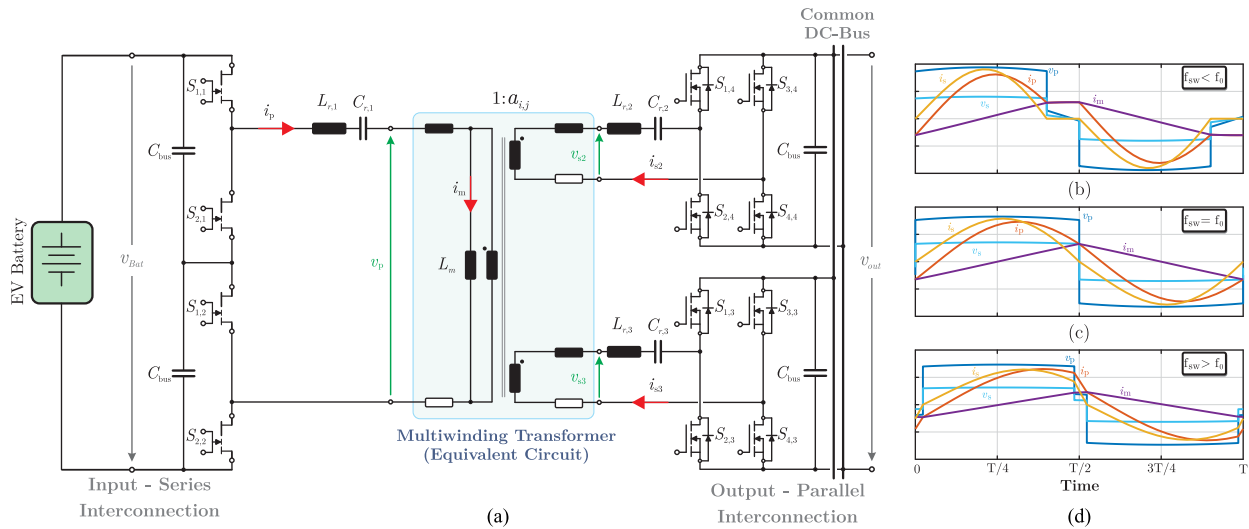 Common
DC-Bus
EV Battery
v_Bat
C_bus
C_bus
S_1,1
S_2,1
S_1,2
S_2,2
i_p
L_r,1
C_r,1
v_p
1:a_i,j
i_m
L_m
v_s2
i_s2
L_r,2
C_r,2
v_s3
i_s3
L_r,3
C_r,3
S_1,4
S_3,4
S_2,4
S_4,4
C_bus
S_1,3
S_3,3
S_2,3
S_4,3
C_bus
v_out
Multiwinding Transformer
(Equivalent Circuit)
Input - Series
Interconnection
Output - Parallel
Interconnection
(a)
i_s
v_p
i_p
v_s
i_m
f_sw< f_0
(b)
i_s
v_p
i_p
v_s
i_m
f_sw= f_0
(c)
i_s
v_p
i_p
v_s
i_m
f_sw> f_0
0
T/4
T/2
3T/4
T
Time
(d)